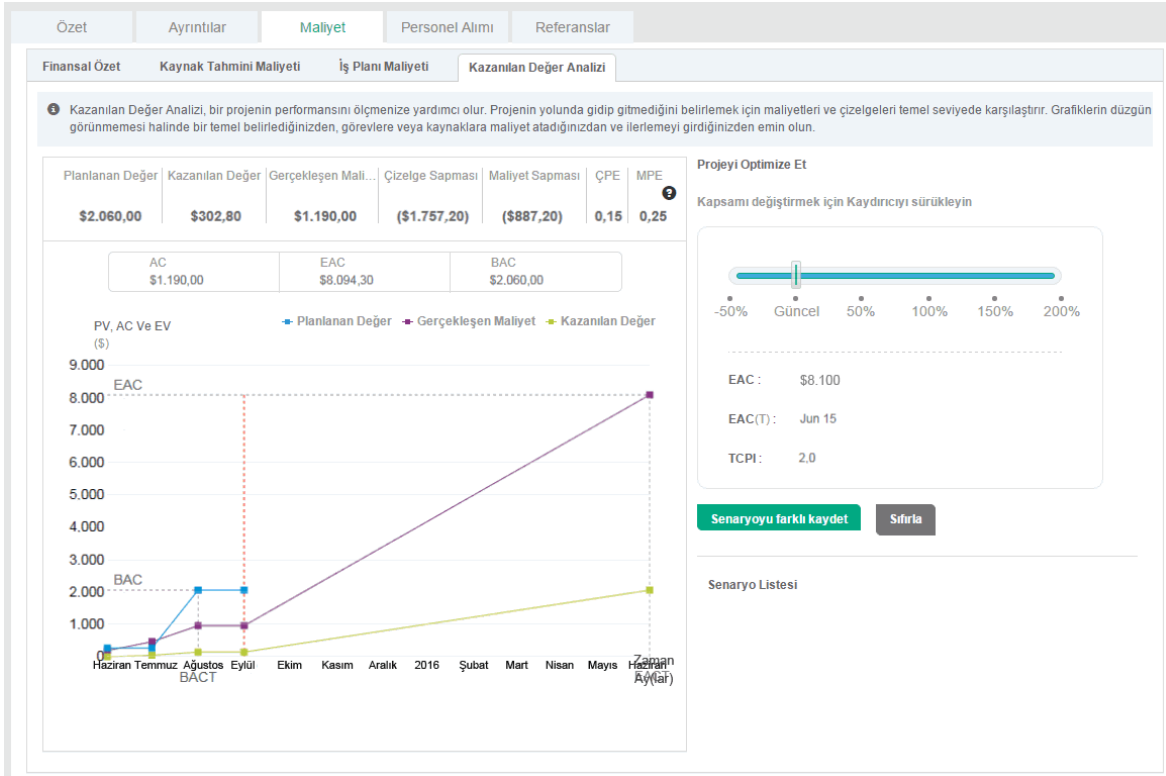 Özet Ayrıntılar Maliyet Personel Alımı Referanslar
Finansal Özet Kaynak Tahmini Maliyeti İş Planı Maliyeti Kazanılan Değer Analizi
Kazanılan Değer Analizi, bir projenin performansını ölçmenize yardımcı olur. Projenin yolunda gidip gitmediğini belirlemek için maliyetleri ve çizelgeleri temel seviyede karşılaştırır. Grafiklerin düzgün
görünmemesi halinde bir temel belirlediğinizden, görevlere veya kaynaklara maliyet atadığınızdan ve ilerlemeyi girdiğinizden emin olun.
Planlanan Değer Kazanılan Değer Gerçekleşen Mali... Çizelge Sapması Maliyet Sapması ÇPE MPE
$2.060,00 $302,80 $1.190,00 ($1.757,20) ($887,20) 0,15 0,25
AC EAC BAC
$1.190,00 $8.094,30 $2.060,00
PV, AC Ve EV
($)
Planlanan Değer Gerçekleşen Maliyet Kazanılan Değer
9.000
EAC
8.000
7.000
6.000
5.000
4.000
3.000
BAC
2.000
1.000
0
Haziran Temmuz Ağustos Eylül Ekim Kasım Aralık 2016 Şubat Mart Nisan Mayıs Haziran
BACT
Zaman
Ay(lar)
EACT
Projeyi Optimize Et
Kapsamı değiştirmek için Kaydırıcıyı sürükleyin
-50% Güncel 50% 100% 150% 200%
EAC : $8.100
EAC(T) : Jun 15
TCPI : 2,0
Senaryoyu farklı kaydet Sıfırla
Senaryo Listesi